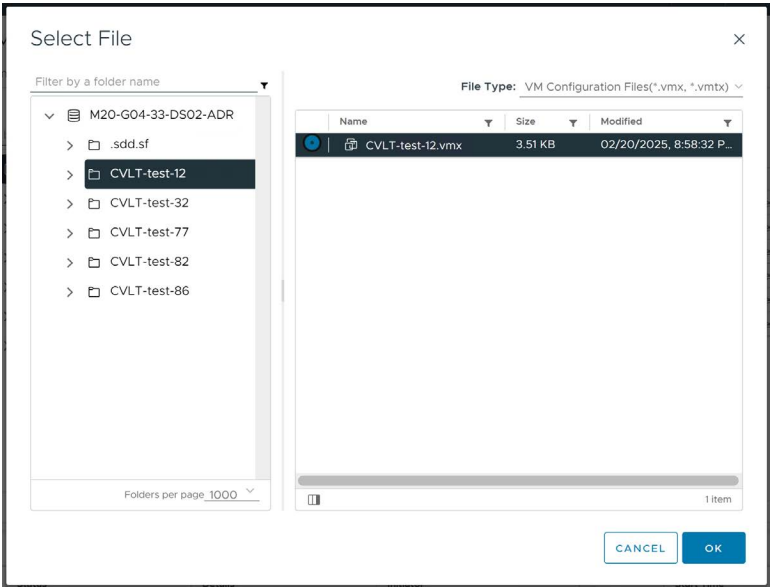 Select File
Filter by a folder name
File Type: VM Configuration Files(*.vmx, *.vmtx)
M20-G04-33-DS02-ADR
.sdd.sf
CVLT-test-12
CVLT-test-32
CVLT-test-77
CVLT-test-82
CVLT-test-86
Folders per page 1000
Name Size Modified
CVLT-test-12.vmx 3.51 KB 02/20/2025, 8:58:32 P...
1 item
CANCEL OK